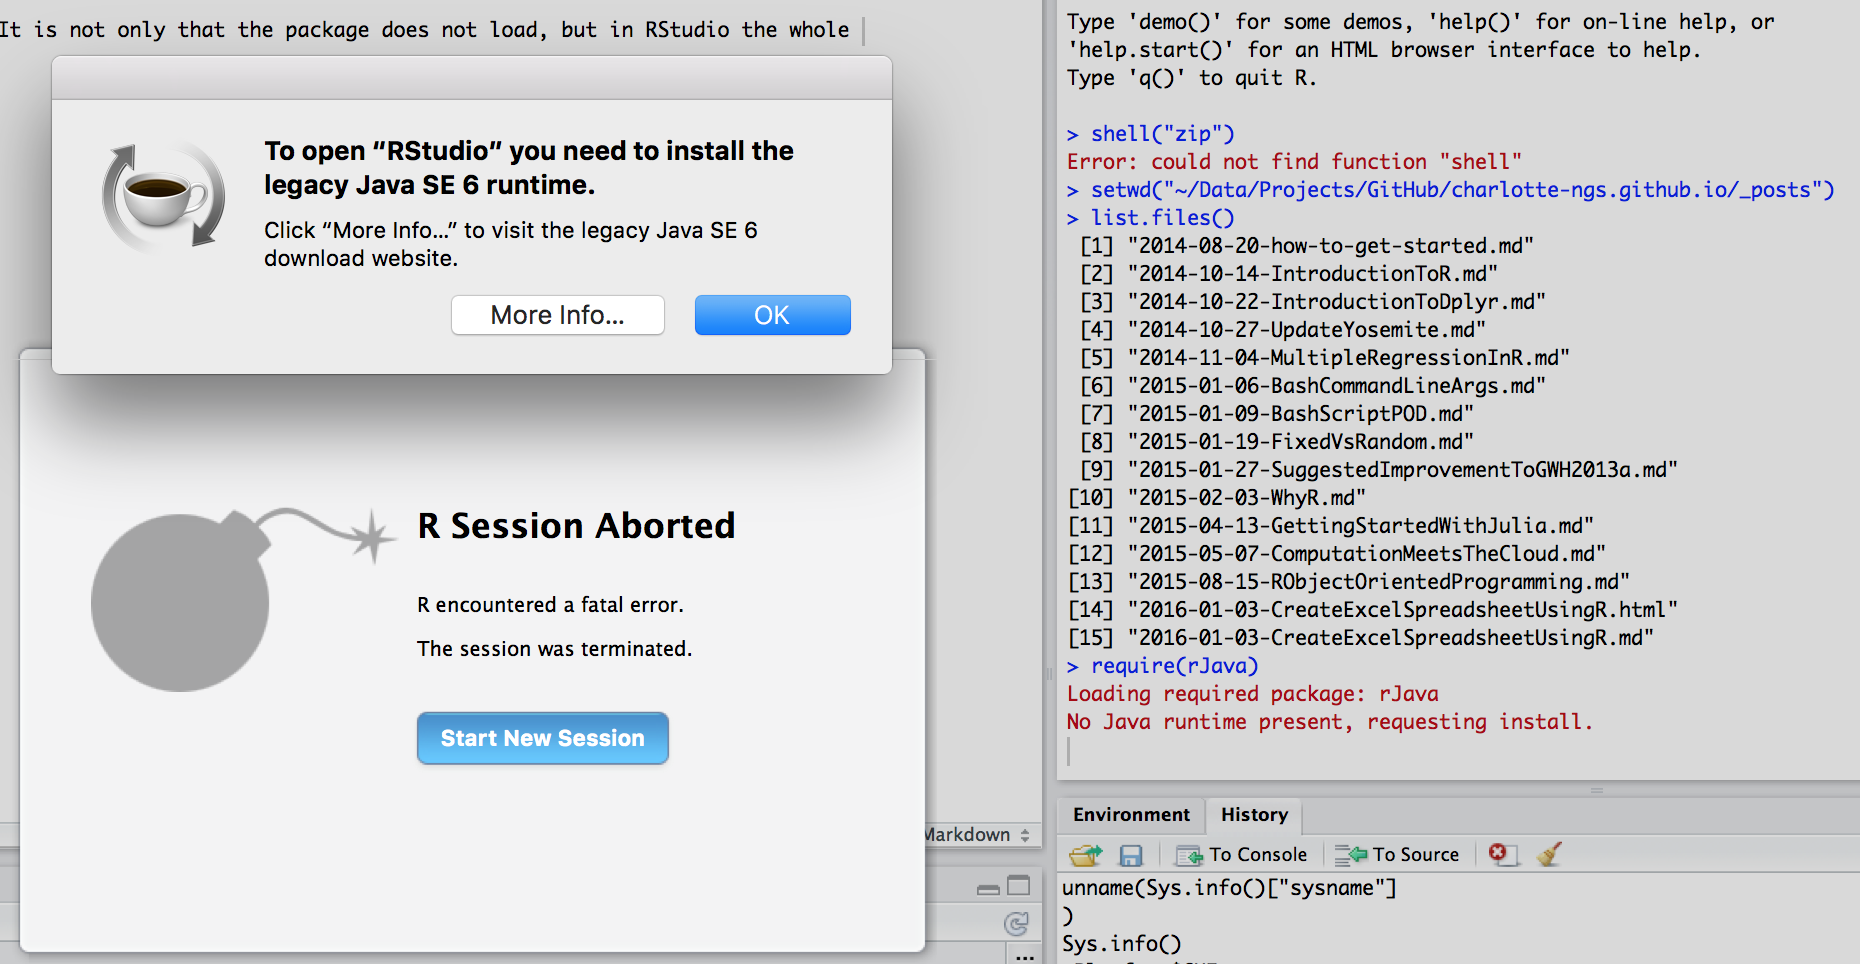 It is not only that the package does not load, but in RStudio the whole
To open “RStudio” you need to install the
legacy Java SE 6 runtime.
Click “More Info...” to visit the legacy Java SE 6
download website.
More Info...
OK
R Session Aborted
R encountered a fatal error.
The session was terminated.
Start New Session
Markdown
...
Type 'demo()' for some demos, 'help()' for on-line help, or
'help.start()' for an HTML browser interface to help.
Type 'q()' to quit R.
> shell("zip")
Error: could not find function "shell"
> setwd("~/Data/Projects/GitHub/charlotte-ngs.github.io/_posts")
> list.files()
[1] "2014-08-20-how-to-get-started.md"
[2] "2014-10-14-IntroductionToR.md"
[3] "2014-10-22-IntroductionToDplyr.md"
[4] "2014-10-27-UpdateYosemite.md"
[5] "2014-11-04-MultipleRegressionInR.md"
[6] "2015-01-06-BashCommandLineArgs.md"
[7] "2015-01-09-BashScriptPOD.md"
[8] "2015-01-19-FixedVsRandom.md"
[9] "2015-01-27-SuggestedImprovementToGWH2013a.md"
[10] "2015-02-03-WhyR.md"
[11] "2015-04-13-GettingStartedWithJulia.md"
[12] "2015-05-07-ComputationMeetsTheCloud.md"
[13] "2015-08-15-RObjectOrientedProgramming.md"
[14] "2016-01-03-CreateExcelSpreadsheetUsingR.html"
[15] "2016-01-03-CreateExcelSpreadsheetUsingR.md"
> require(rJava)
Loading required package: rJava
No Java runtime present, requesting install.
Environment
History
To Console
To Source
unname(Sys.info()["sysname"]
)
Sys.info()